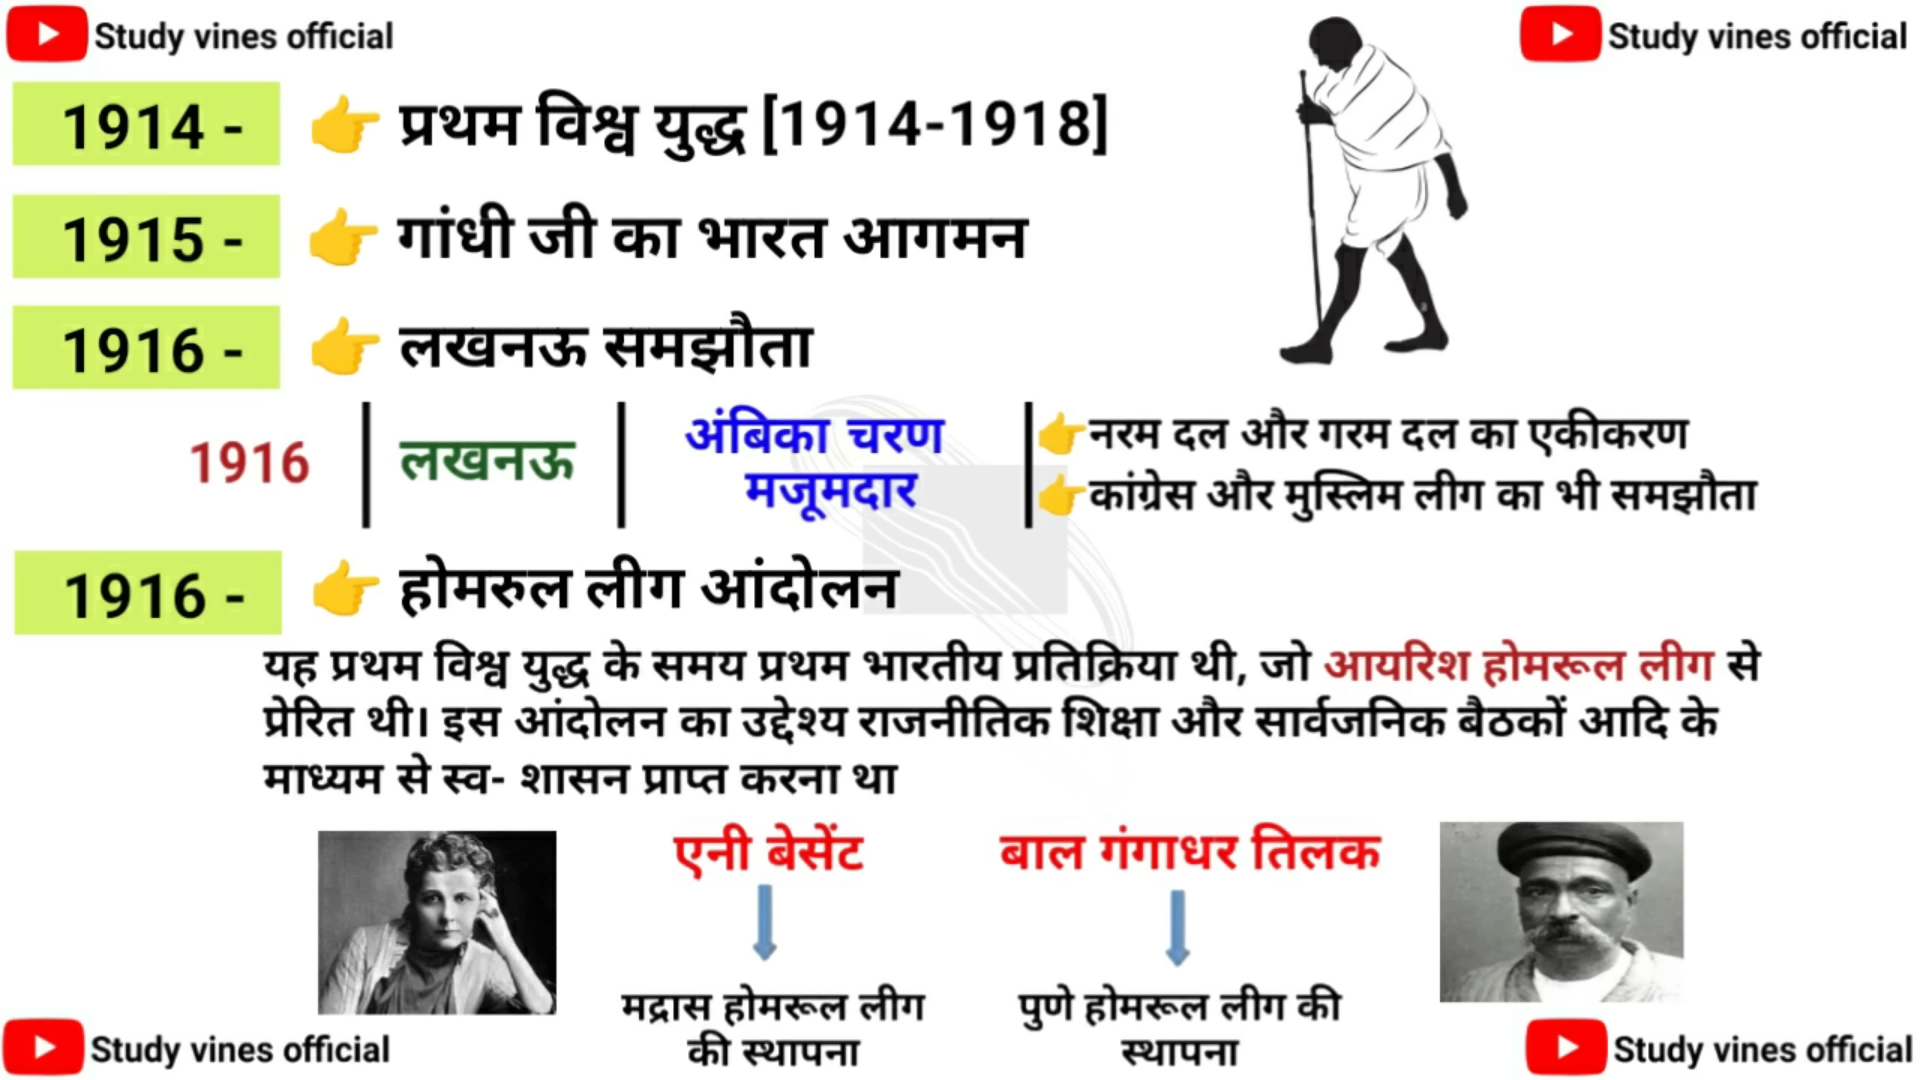 Study vines official
Study vines official
1914 - 👉 प्रथम विश्व युद्ध [1914-1918]
1915 - 👉 गांधी जी का भारत आगमन
1916 - 👉 लखनऊ समझौता
1916 | लखनऊ | अंबिका चरण मजूमदार
👉नरम दल और गरम दल का एकीकरण
👉कांग्रेस और मुस्लिम लीग का भी समझौता
1916 - 👉 होमरुल लीग आंदोलन
यह प्रथम विश्व युद्ध के समय प्रथम भारतीय प्रतिक्रिया थी, जो आयरिश होमरूल लीग से
प्रेरित थी। इस आंदोलन का उद्देश्य राजनीतिक शिक्षा और सार्वजनिक बैठकों आदि के
माध्यम से स्व- शासन प्राप्त करना था
एनी बेसेंट
मद्रास होमरूल लीग
की स्थापना
बाल गंगाधर तिलक
पुणे होमरूल लीग की
स्थापना
Study vines official
Study vines official